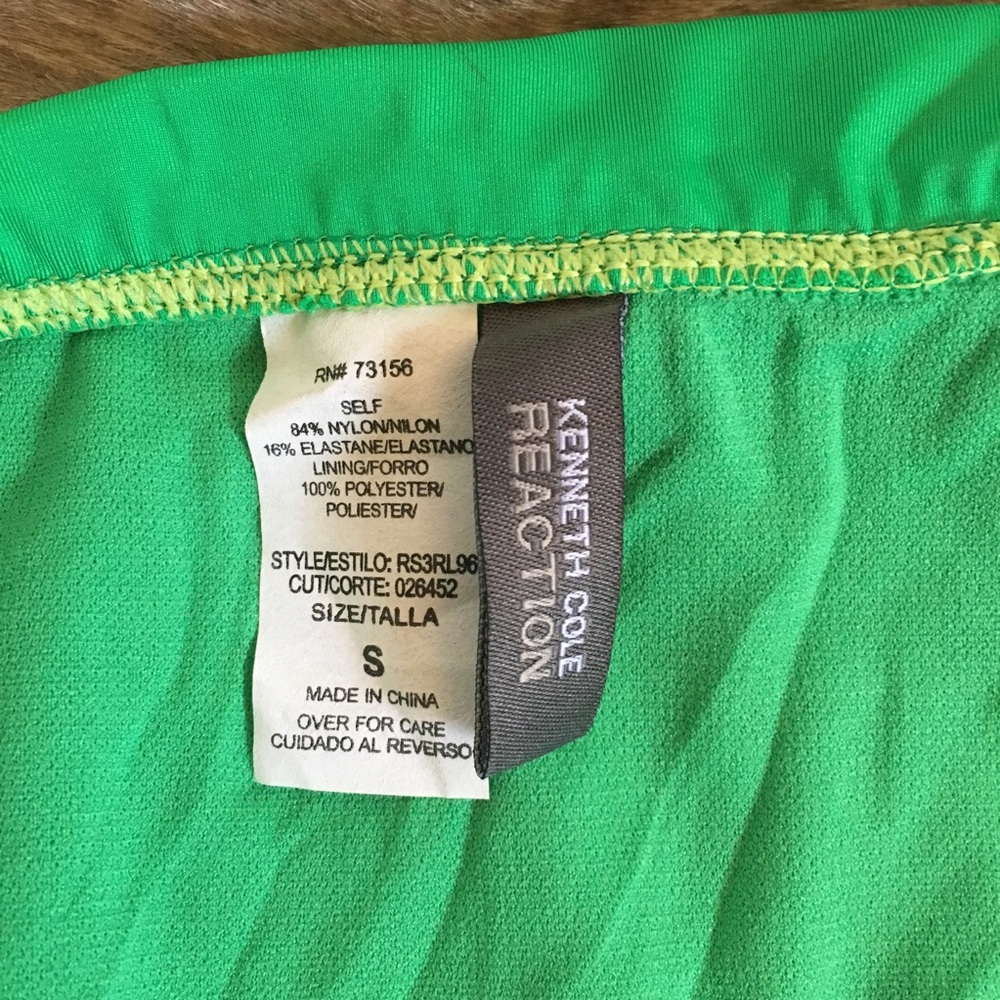 RN# 73156
SELF
84% NYLON/NILON
16% ELASTANE/ELASTANO
LINING/FORRO
100% POLYESTER/
POLIESTER/
STYLE/ESTILO: RS3RL96
CUT/CORTE: 026452
SIZE/TALLA
S
MADE IN CHINA
OVER FOR CARE
CUIDADO AL REVERSO
KENNETH COLE
REACTION